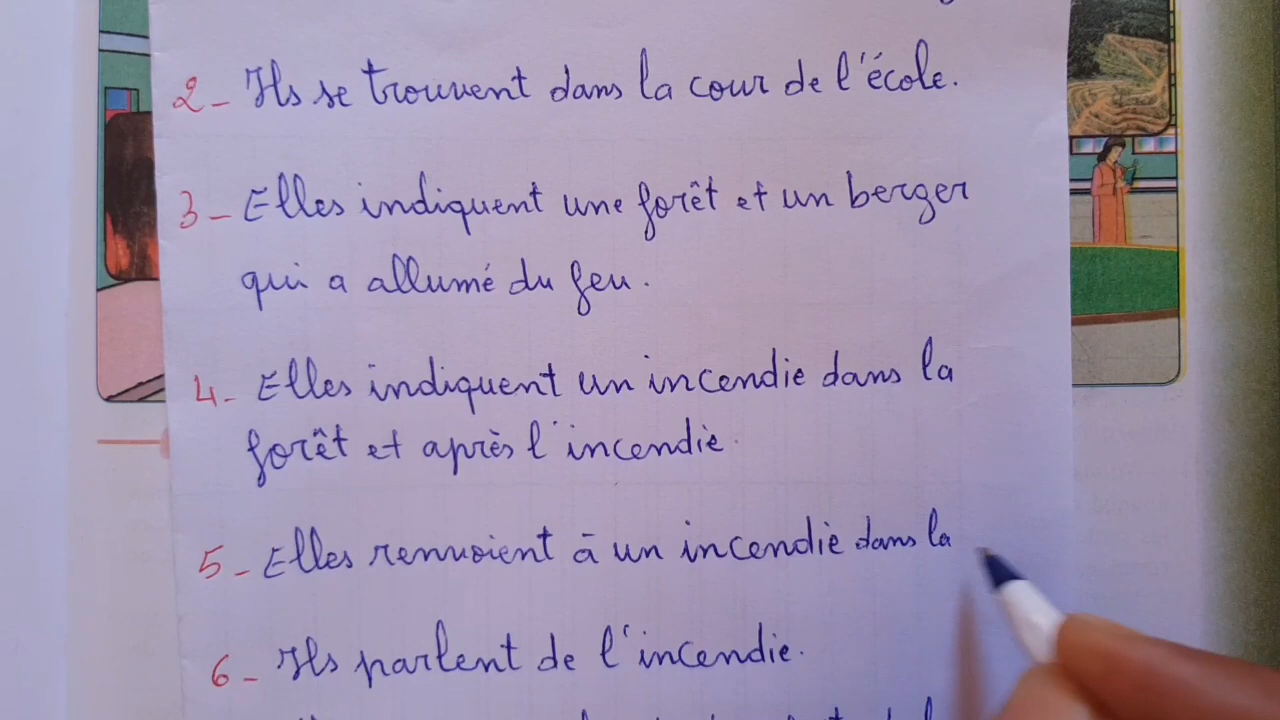 2- Ils se trouvent dans la cour de l'école.
3- Elles indiquent une forêt et un berger
qui a allumé du feu.
4- Elles indiquent un incendie dans la
forêt et après l'incendie.
5- Elles renvoient à un incendie dans la
6- Ils parlent de l'incendie.